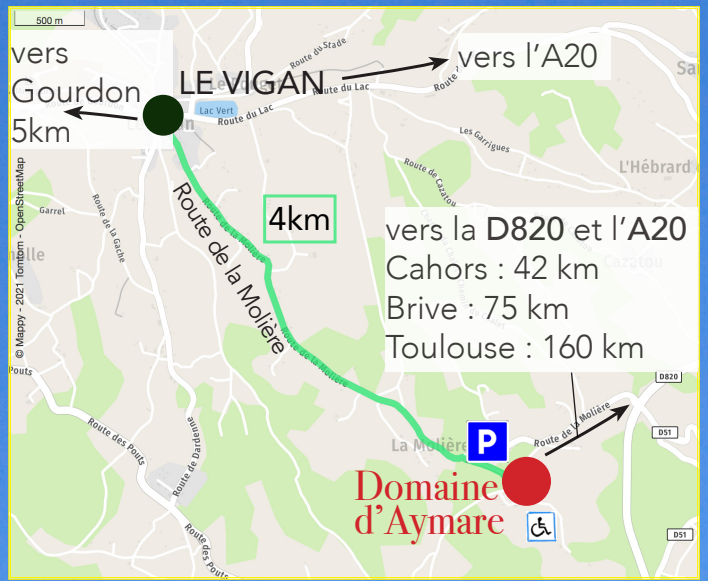 500 m
vers
Gourdon
5km
LE VIGAN
vers l'A20
Route du Stade
Route du Lac
Lac Vert
Route du Lac
Les Garrigues
L'Hébrard
Route de Cazatou
Garrel
Route de la Gache
© Mappy - 2021 Tomtom - OpenStreetMap
4km
Route de la Molière
Route de la Molière
Route de la Molière
vers la D820 et l'A20
Cahors : 42 km
Brive : 75 km
Toulouse : 160 km
Cazatou
D820
D51
Route de la Molière
La Molière
P
Domaine
d'Aymare
Pouts
Route des Pouts
Route de Daradenne
Route des Pouts
D51